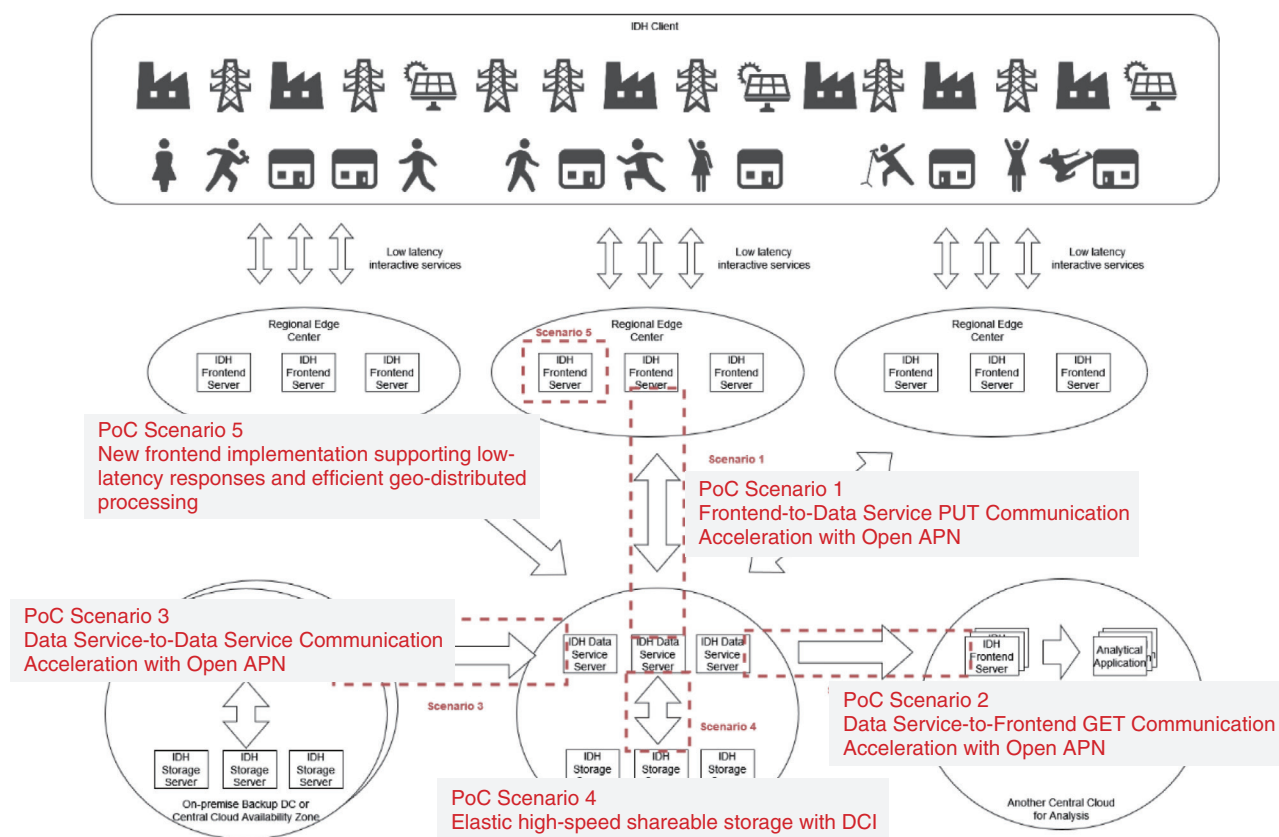 IDH Client
Low latency
interactive services
Low latency
interactive services
Low latency
interactive services
Regional Edge
Center
IDH
Frontend
Server
IDH
Frontend
Server
IDH
Frontend
Server
Scenario 5
Regional Edge
Center
IDH
Frontend
Server
IDH
Frontend
Server
IDH
Frontend
Server
Regional Edge
Center
IDH
Frontend
Server
IDH
Frontend
Server
IDH
Frontend
Server
PoC Scenario 5
New frontend implementation supporting low-
latency responses and efficient geo-distributed
processing
Scenario 1
PoC Scenario 1
Frontend-to-Data Service PUT Communication
Acceleration with Open APN
PoC Scenario 3
Data Service-to-Data Service Communication
Acceleration with Open APN
Scenario 3
IDH Data
Service
Server
IDH Data
Service
Server
IDH Data
Service
Server
Scenario 4
IDH
Frontend
Server
Analytical
Application
PoC Scenario 2
Data Service-to-Frontend GET Communication
Acceleration with Open APN
IDH
Storage
Server
IDH
Storage
Server
IDH
Storage
Server
On-premise Backup DC or
Central Cloud Availability Zone
IDH
Storage
IDH
Storage
IDH
Storage
PoC Scenario 4
Elastic high-speed shareable storage with DCI
Another Central Cloud
for Analysis